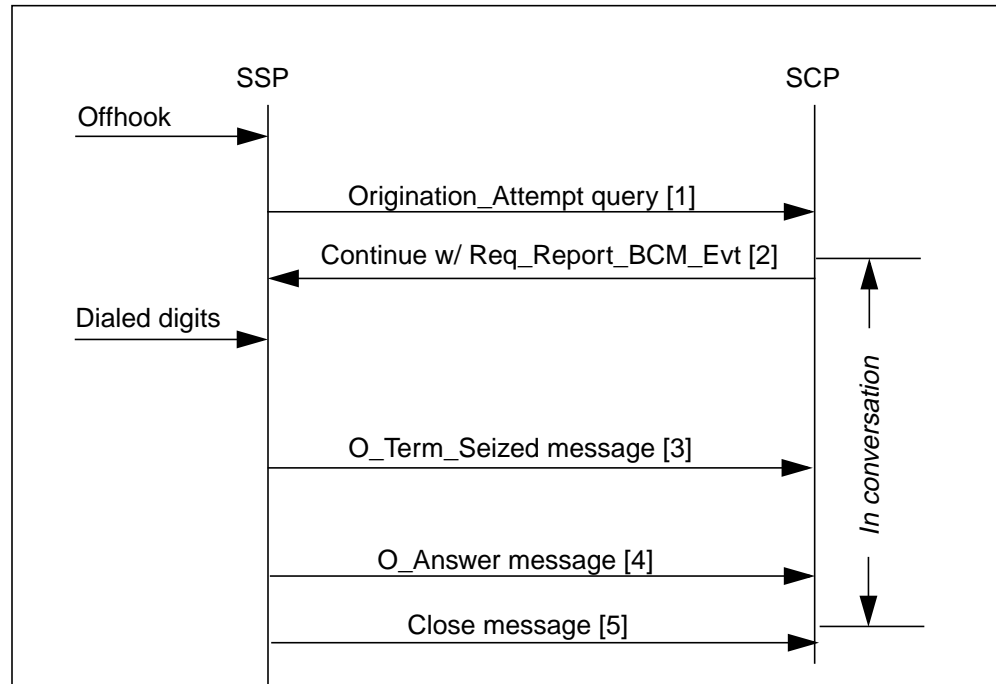 SSP
SCP
Offhook
Origination_Attempt query [1]
Continue w/ Req_Report_BCM_Evt [2]
Dialed digits
In conversation
O_Term_Seized message [3]
O_Answer message [4]
Close message [5]